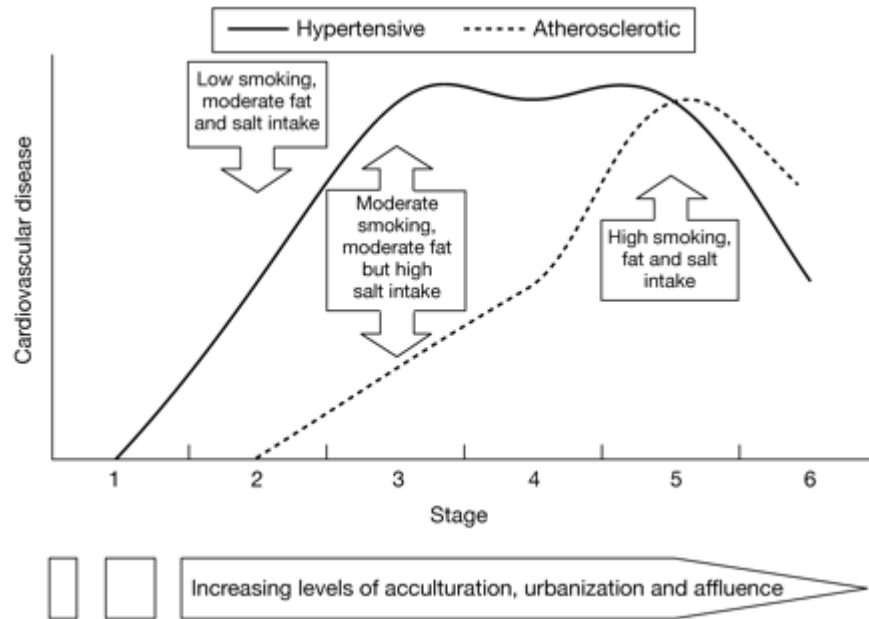 Hypertensive Atherosclerotic
Low smoking,
moderate fat
and salt intake
Moderate
smoking,
moderate fat
but high
salt intake
High smoking,
fat and salt
intake
Cardiovascular disease
1 2 3 4 5 6
Stage
Increasing levels of acculturation, urbanization and affluence